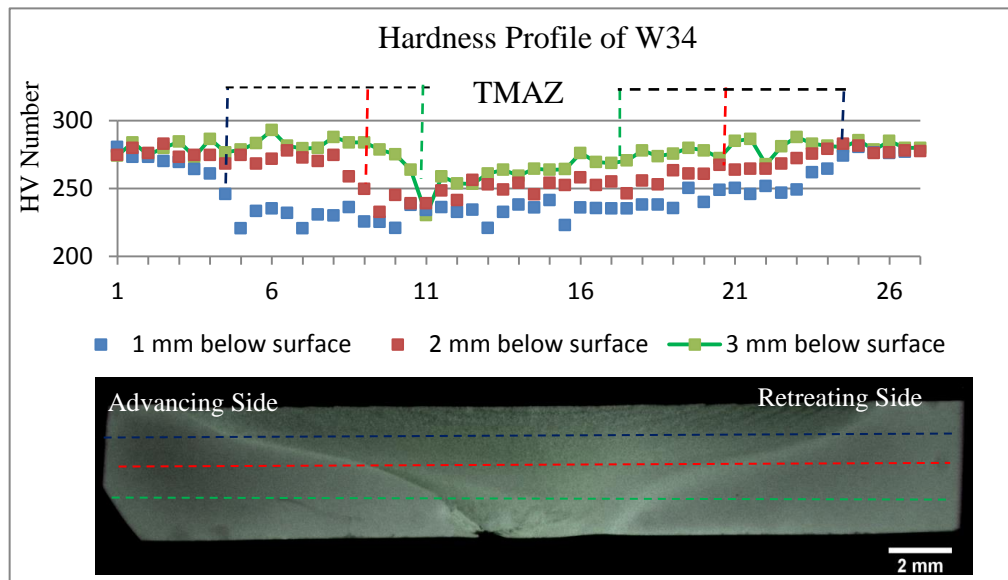 Hardness Profile of W34
TMAZ
HV Number
300
250
200
1 6 11 16 21 26
1 mm below surface 2 mm below surface 3 mm below surface
Advancing Side Retreating Side
2 mm